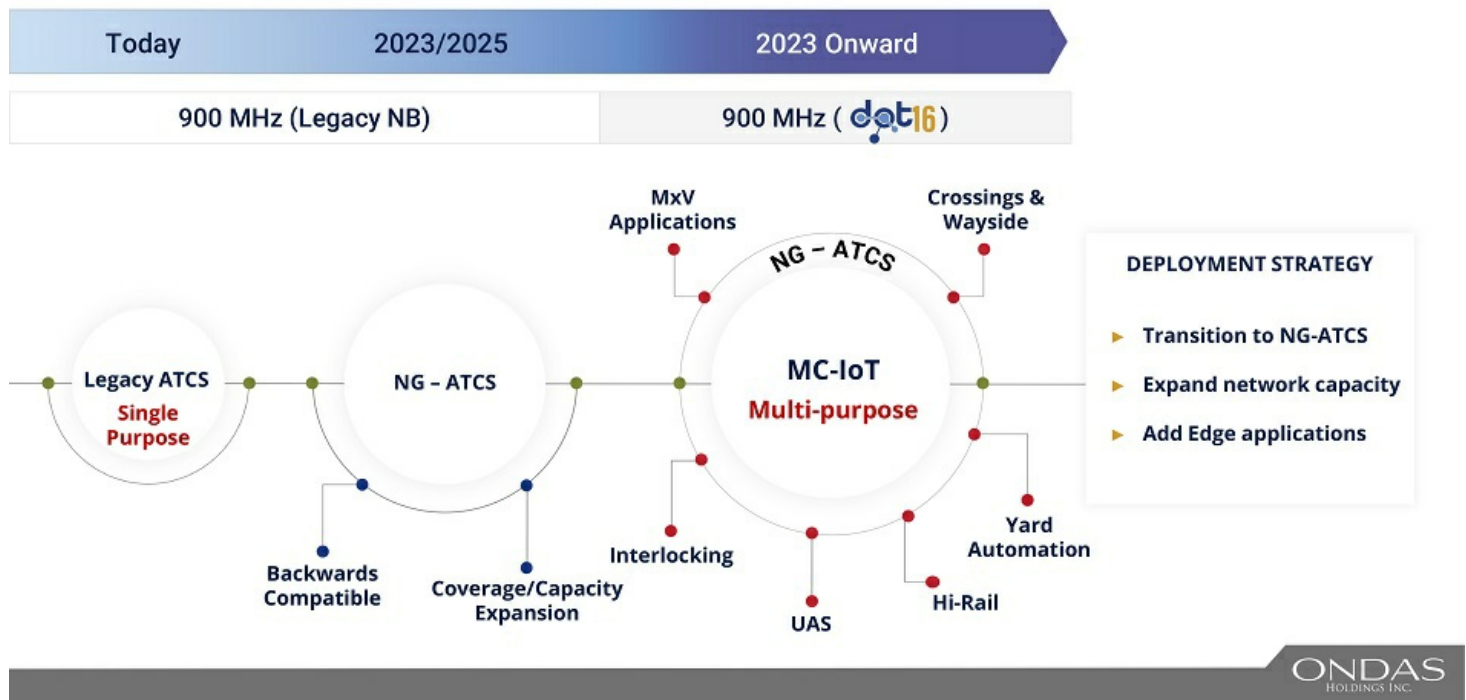 Today
2023/2025
2023 Onward
900 MHz (Legacy NB)
900 MHz ( dot16 )
MxV
Applications
Crossings &
Wayside
NG – ATCS
DEPLOYMENT STRATEGY
Transition to NG-ATCS
Expand network capacity
Add Edge applications
Legacy ATCS
Single
Purpose
NG – ATCS
MC-IoT
Multi-purpose
Backwards
Compatible
Coverage/Capacity
Expansion
Interlocking
UAS
Hi-Rail
Yard
Automation
ONDAS
HOLDINGS INC.